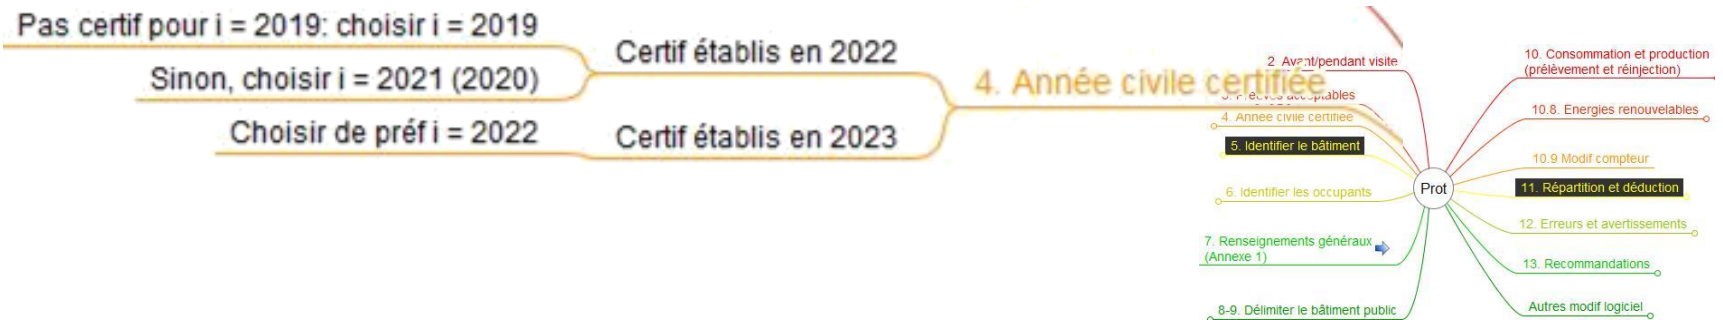 Pas certif pour i = 2019: choisir i = 2019
Sinon, choisir i = 2021 (2020)
Choisir de préf i = 2022
Certif établis en 2022
Certif établis en 2023
4. Année civile certifiée
2 Avant/pendant visite
acceptables
4. Année civile certifiée
5. Identifier le bâtiment
6. Identifier les occupants
7. Renseignements généraux
(Annexe 1)
8-9. Délimiter le bâtiment public
Prot
10. Consommation et production
(prélèvement et réinjection)
10.8. Energies renouvelables
10.9 Modif compteur
11. Répartition et déduction
12. Erreurs et avertissements
13. Recommandations
Autres modif logiciel